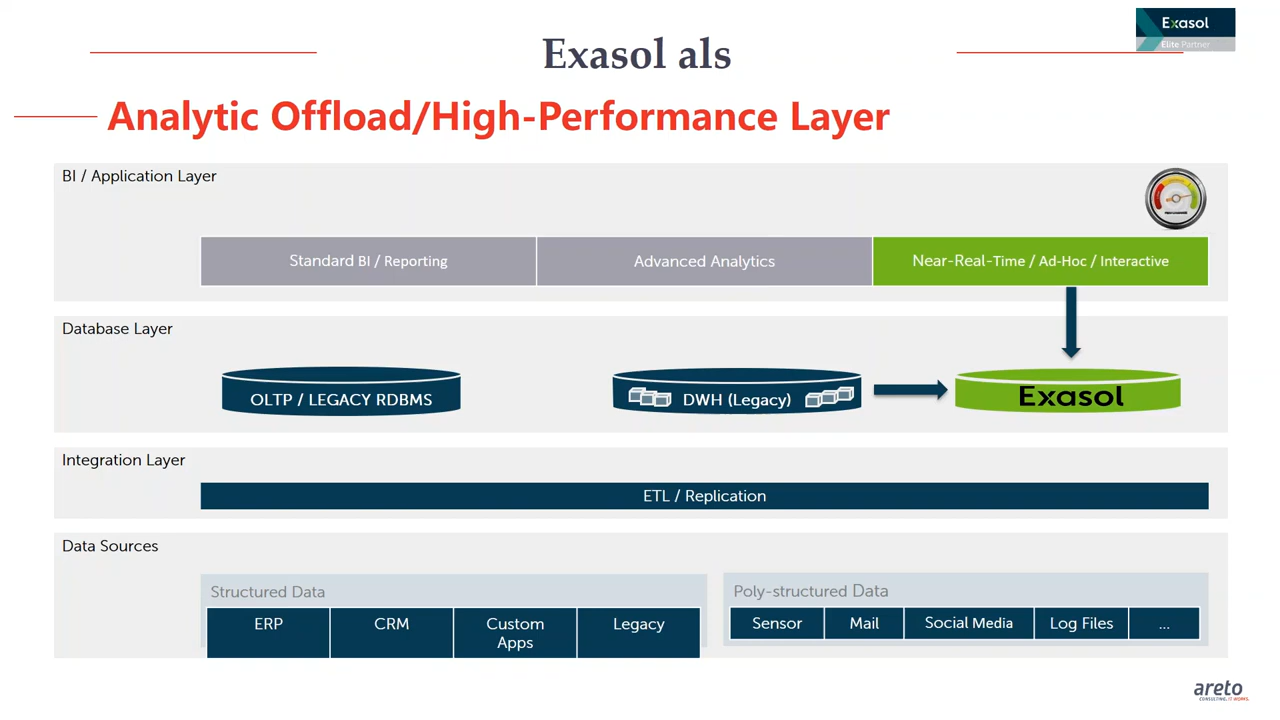 Exasol
Elite Partner
Exasol als
Analytic Offload/High-Performance Layer
BI / Application Layer
Standard BI / Reporting
Advanced Analytics
Near-Real-Time / Ad-Hoc / Interactive
Database Layer
OLTP / LEGACY RDBMS
DWH (Legacy)
Exasol
Integration Layer
ETL / Replication
Data Sources
Structured Data
ERP
CRM
Custom
Apps
Legacy
Poly-structured Data
Sensor
Mail
Social Media
Log Files
...
areto
CONSULTING. IT WORKS.